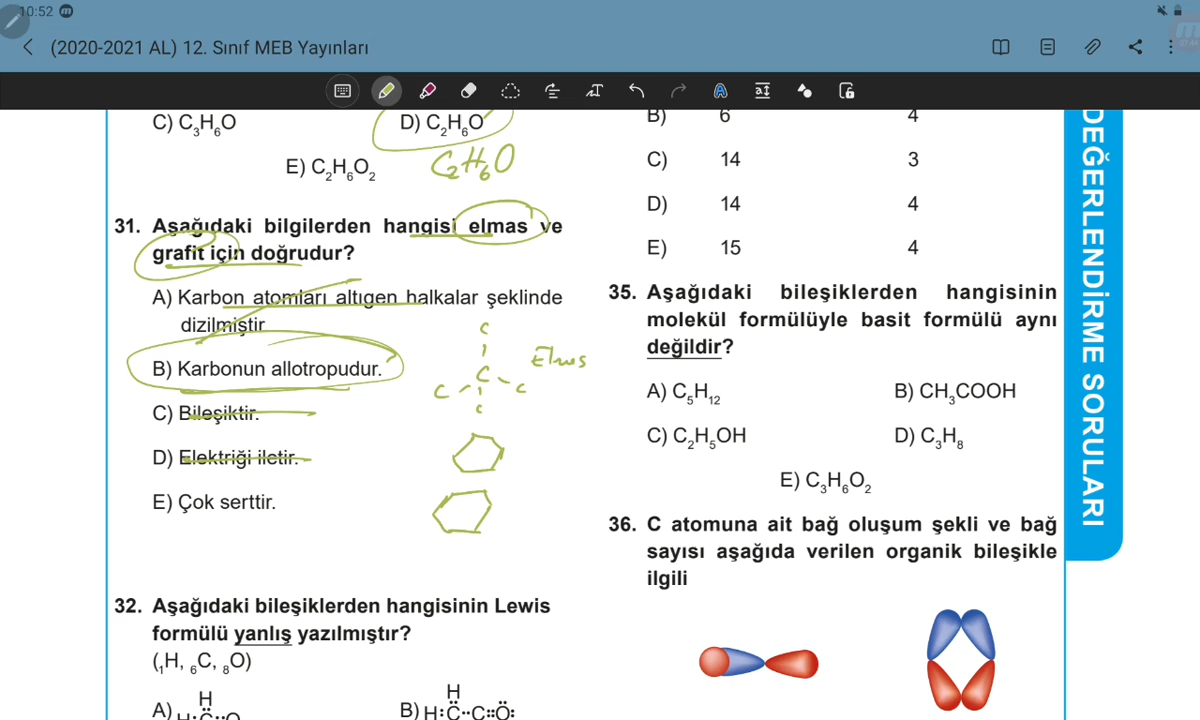 10:52
(2020-2021 AL) 12. Sınıf MEB Yayınları
C) C₃H₆O
D) C₂H₆O
E) C₂H₆O₂
C₂H₆O
31. Aşağıdaki bilgilerden hangisi elmas ve
grafit için doğrudur?
A) Karbon atomları altıgen halkalar şeklinde
dizilmiştir
B) Karbonun allotropudur.
C) Bileşiktir.
D) Elektriği iletir.
E) Çok serttir.
C
C
C
C
C
Elmas
32. Aşağıdaki bileşiklerden hangisinin Lewis
formülü yanlış yazılmıştır?
(₁H, ₆C, ₈O)
A)
H
B)
H
H:C̈··C::Ö:
B) 6 4
C) 14 3
D) 14 4
E) 15 4
35. Aşağıdaki bileşiklerden hangisinin
molekül formülüyle basit formülü aynı
değildir?
A) C₅H₁₂
B) CH₃COOH
C) C₂H₅OH
D) C₃H₈
E) C₃H₆O₂
36. C atomuna ait bağ oluşum şekli ve bağ
sayısı aşağıda verilen organik bileşikle
ilgili
DEĞERLENDİRME SORULARI